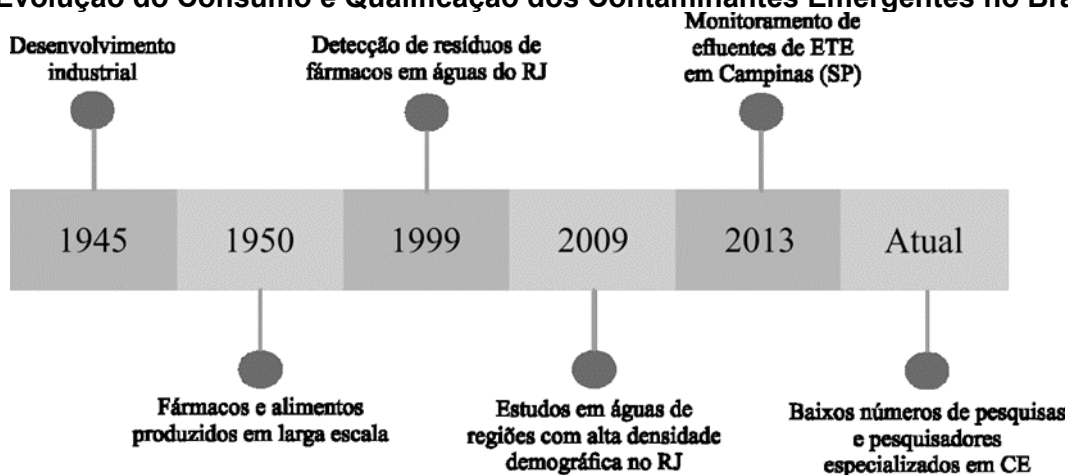 Evolução do Consumo e Qualificação dos Contaminantes Emergentes no
Desenvolvimento
industrial
Detecção de resíduos de
fármacos em águas do RJ
Monitoramento de
efluentes de ETE
em Campinas (SP)
1945
1950
1999
2009
2013
Atual
Fármacos e alimentos
produzidos em larga escala
Estudos em águas de
regiões com alta densidade
demográfica no RJ
Baixos números de pesquisas
e pesquisadores
especializados em CE